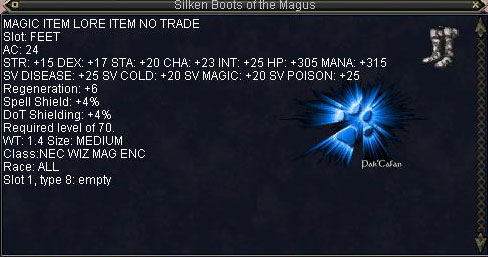 Silken Boots of the Magus
MAGIC ITEM LORE ITEM NO TRADE
Slot: FEET
AC: 24
STR: +15 DEX: +17 STA: +20 CHA: +23 INT: +25 HP: +305 MANA: +315
SV DISEASE: +25 SV COLD: +20 SV MAGIC: +20 SV POISON: +25
Regeneration: +6
Spell Shield: +4%
DoT Shielding: +4%
Required level of 70.
WT: 1.4 Size: MEDIUM
Class:NEC WIZ MAG ENC
Race: ALL
Slot 1, type 8: empty
Pah'Cafan